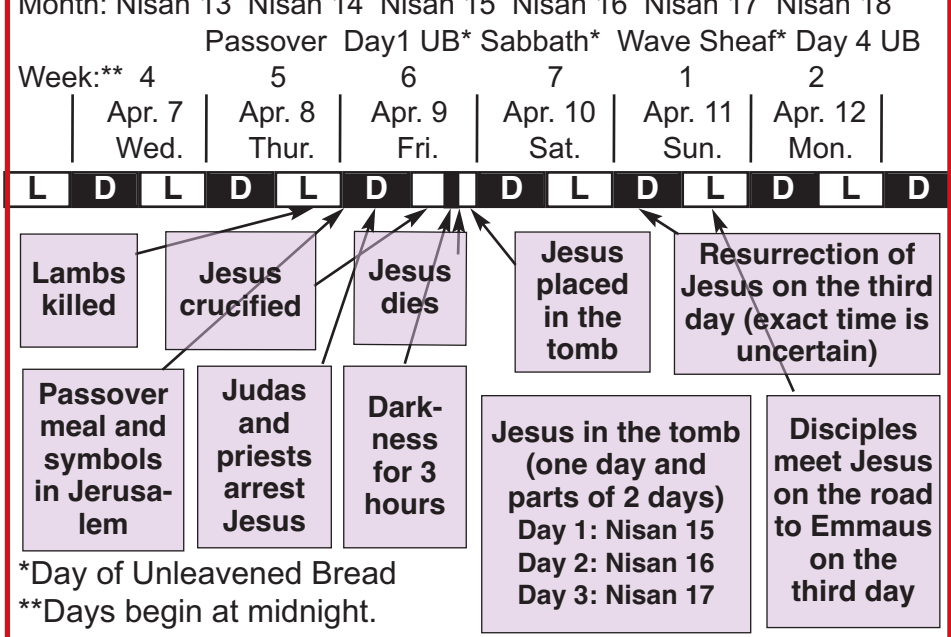 Month: Nisan 13 Nisan 14 Nisan 15 Nisan 16 Nisan 17 Nisan 18
Passover Day1 UB* Sabbath* Wave Sheaf* Day 4 UB
Week:** 4 5 6 7 1 2
Apr. 7 Apr. 8 Apr. 9 Apr. 10 Apr. 11 Apr. 12
Wed. Thur. Fri. Sat. Sun. Mon.
L D L D L D D L D L D L D
Lambs
killed
Jesus
crucified
Jesus
dies
Jesus
placed
in the
tomb
Resurrection of
Jesus on the third
day (exact time is
uncertain)
Passover
meal and
symbols
in Jerusa-
lem
Judas
and
priests
arrest
Jesus
Dark-
ness
for 3
hours
Jesus in the tomb
(one day and
parts of 2 days)
Day 1: Nisan 15
Day 2: Nisan 16
Day 3: Nisan 17
Disciples
meet Jesus
on the road
to Emmaus
on the
third day
*Day of Unleavened Bread
**Days begin at midnight.